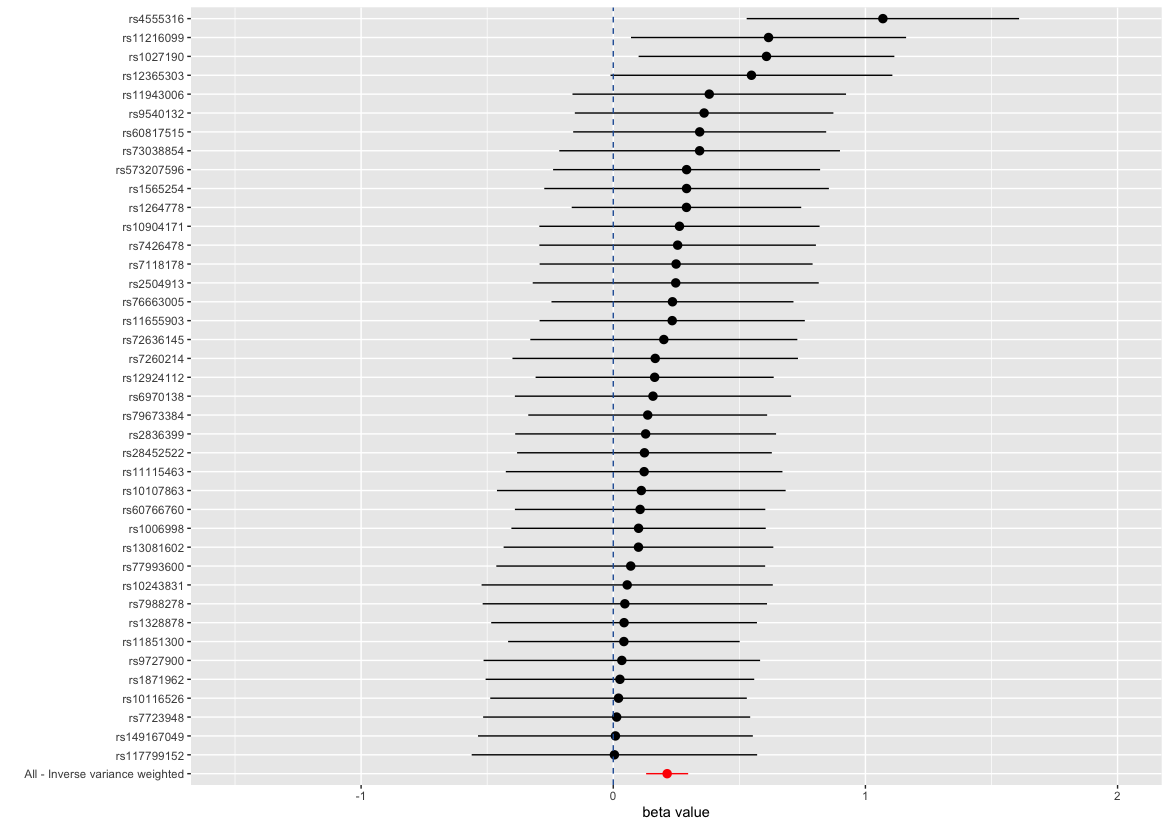 rs4555316
rs11216099
rs1027190
rs12365303
rs11943006
rs9540132
rs60817515
rs73038854
rs573207596
rs1565254
rs1264778
rs10904171
rs7426478
rs7118178
rs2504913
rs76663005
rs11655903
rs72636145
rs7260214
rs12924112
rs6970138
rs79673384
rs2836399
rs28452522
rs11115463
rs10107863
rs60766760
rs1006998
rs13081602
rs77993600
rs10243831
rs7988278
rs1328878
rs11851300
rs9727900
rs1871962
rs10116526
rs7723948
rs149167049
rs117799152
All - Inverse variance weighted
-1 0 1 2
beta value